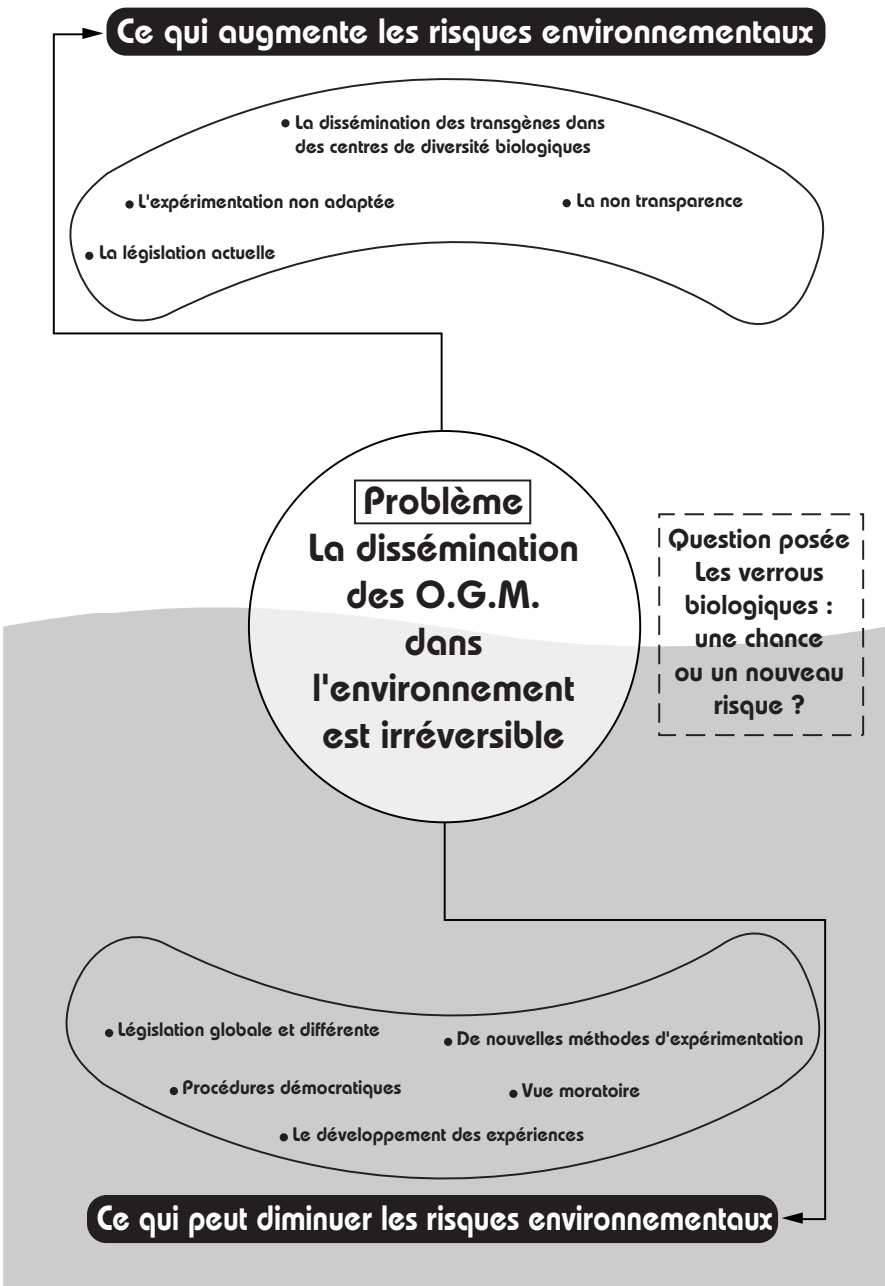 Ce qui augmente les risques environnementaux
• La dissémination des transgènes dans
des centres de diversité biologiques
• L'expérimentation non adaptée
• La non transparence
• La législation actuelle
Problème
La dissémination
des O.G.M.
dans
l'environnement
est irréversible
Question posée
Les verrous
biologiques :
une chance
ou un nouveau
risque ?
• Législation globale et différente
• De nouvelles méthodes d'expérimentation
• Procédures démocratiques
• Vue moratoire
• Le développement des expériences
Ce qui peut diminuer les risques environnementaux